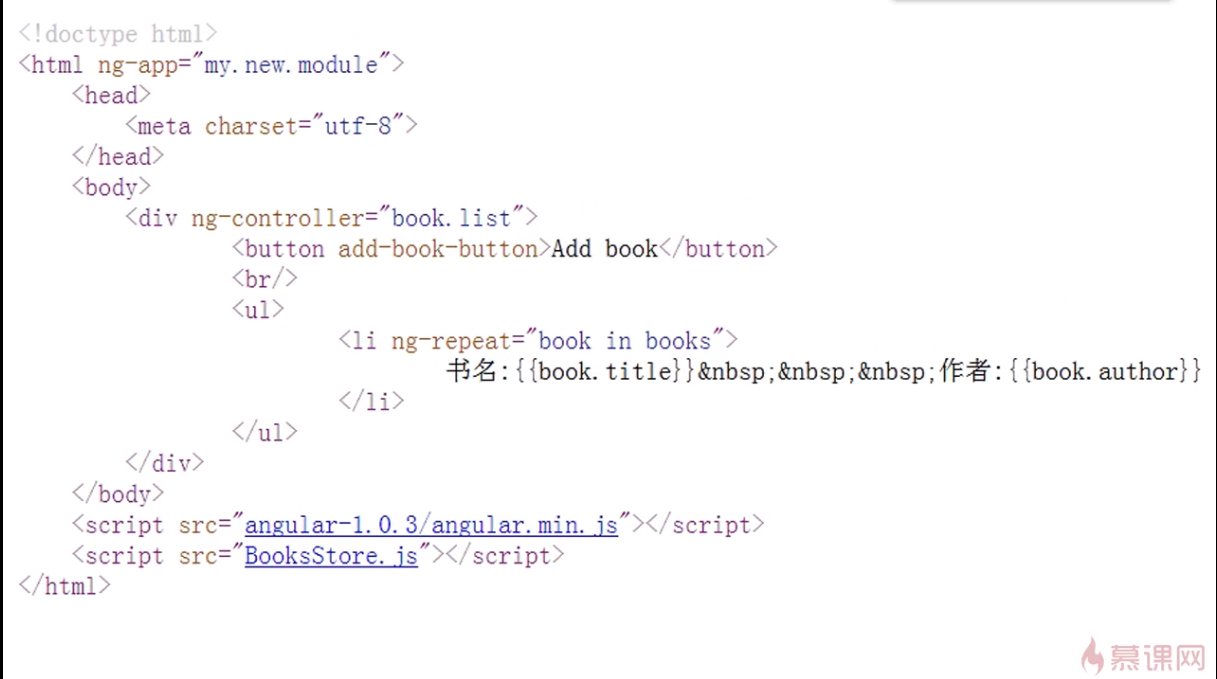 <!doctype html>
<html ng-app="my.new.module">
<head>
<meta charset="utf-8">
</head>
<body>
<div ng-controller="book.list">
<button add-book-button>Add book</button>
<br/>
<ul>
<li ng-repeat="book in books">
书名:{{book.title}}&nbsp;&nbsp;&nbsp;作者:{{book.author}}
</li>
</ul>
</div>
</body>
<script src="angular-1.0.3/angular.min.js"></script>
<script src="BooksStore.js"></script>
</html>
慕课网